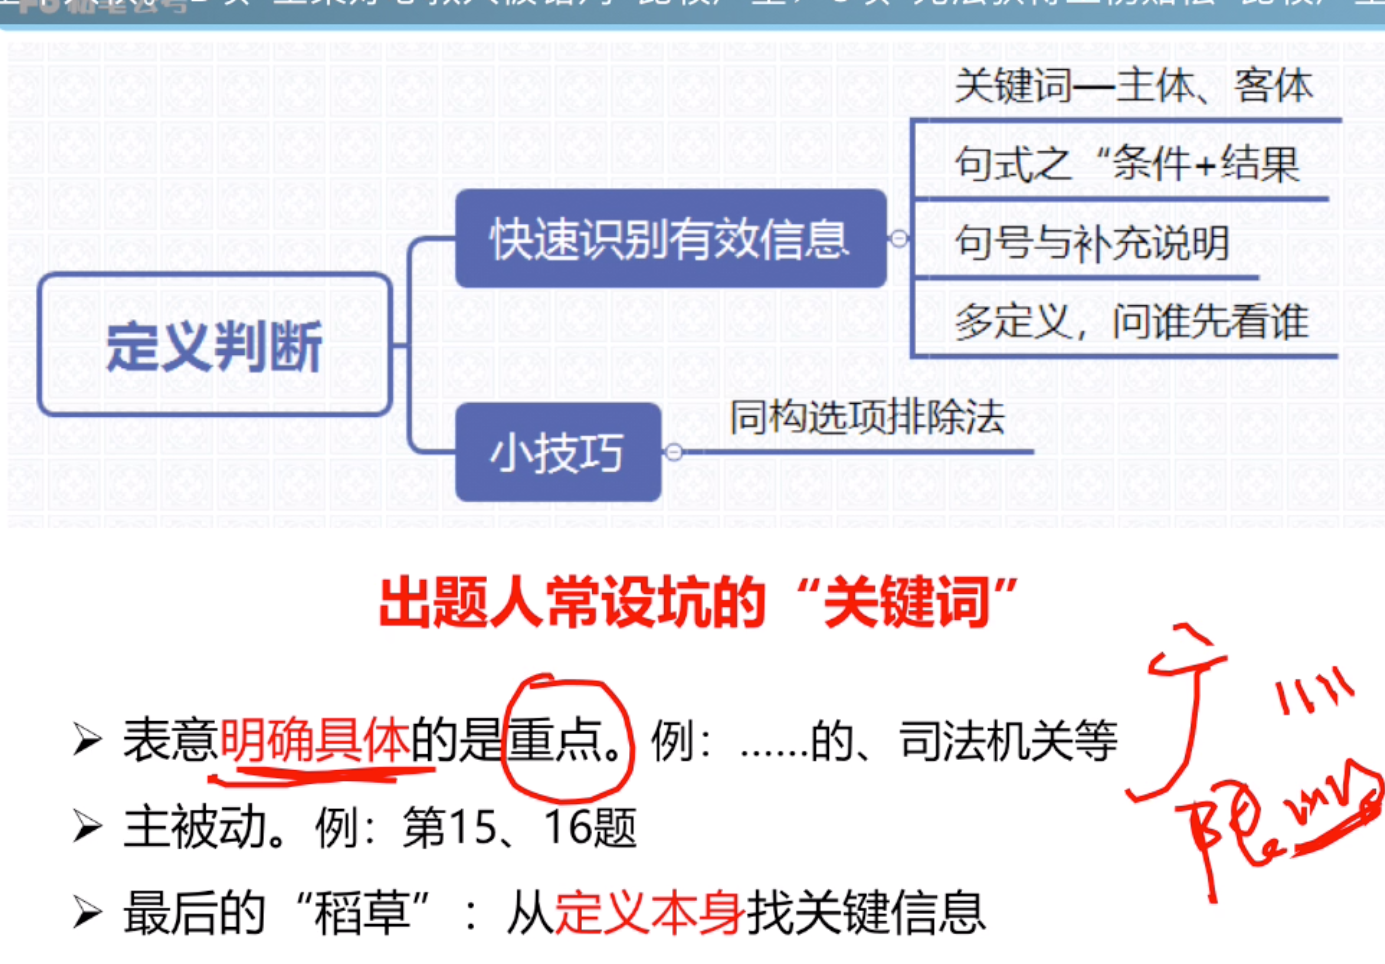 定义判断
快速识别有效信息
关键词—主体、客体
句式之“条件+结果
句号与补充说明
多定义，问谁先看谁
小技巧
同构选项排除法
出题人常设坑的“关键词”
➢ 表意明确具体的是重点。例：……的、司法机关等
➢ 主被动。例：第15、16题
➢ 最后的“稻草”：从定义本身找关键信息